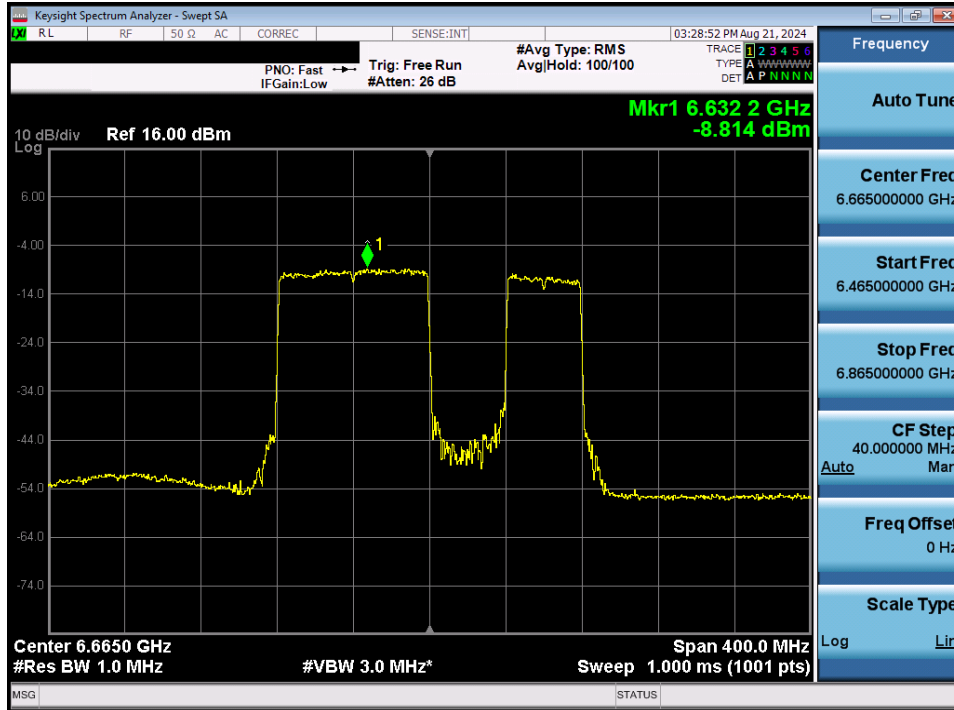 Keysight Spectrum Analyzer - Swept SA
LXI RL RF 50 Ω AC CORREC SENSE:INT 03:28:52 PM Aug 21, 2024
PNO: Fast
IFGain:Low
Trig: Free Run
#Atten: 26 dB
#Avg Type: RMS
Avg|Hold: 100/100
TRACE 1 2 3 4 5 6
TYPE A WWWWW
DET A P N N N N
Mkr1 6.632 2 GHz
-8.814 dBm
10 dB/div Ref 16.00 dBm
Log
6.00
-4.00
-14.0
-24.0
-34.0
-44.0
-54.0
-64.0
-74.0
1
Center 6.6650 GHz Span 400.0 MHz
#Res BW 1.0 MHz #VBW 3.0 MHz* Sweep 1.000 ms (1001 pts)
MSG STATUS
Frequency
Auto Tune
Center Freq
6.665000000 GHz
Start Freq
6.465000000 GHz
Stop Freq
6.865000000 GHz
CF Step
40.000000 MHz
Auto Man
Freq Offset
0 Hz
Scale Type
Log Lin